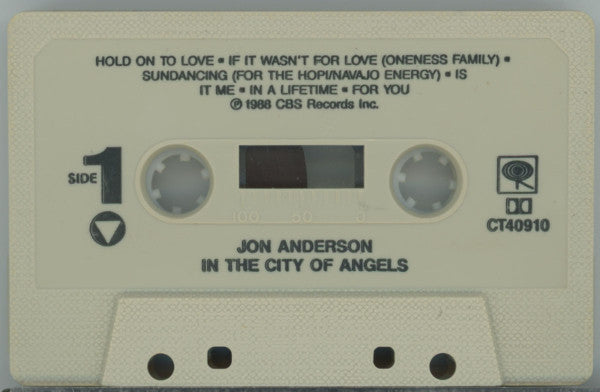 HOLD ON TO LOVE ▪ IF IT WASN'T FOR LOVE (ONENESS FAMILY) ▪
SUNDANCING (FOR THE HOPI/NAVAJO ENERGY) ▪ IS
IT ME ▪ IN A LIFETIME ▪ FOR YOU
℗ 1988 CBS Records Inc.
SIDE 1
100 50 0
CT40910
JON ANDERSON
IN THE CITY OF ANGELS